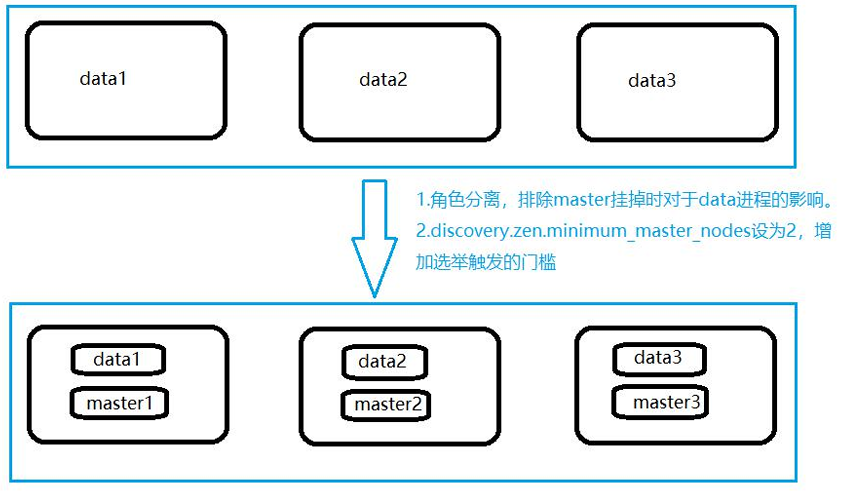 data1 data2 data3
1.角色分离，排除master挂掉时对于data进程的影响。
2.discovery.zen.minimum_master_nodes设为2，增
加选举触发的门槛
data1 data2 data3
master1 master2 master3